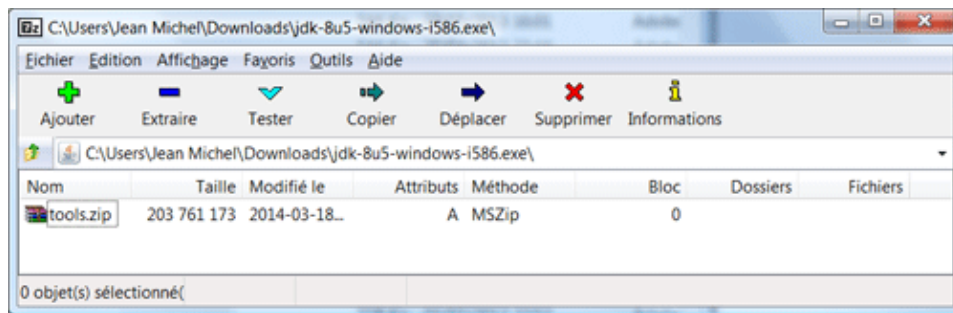 C:\Users\Jean Michel\Downloads\jdk-8u5-windows-i586.exe\
Fichier Edition Affichage Favoris Outils Aide
Ajouter Extraire Tester Copier Déplacer Supprimer Informations
C:\Users\Jean Michel\Downloads\jdk-8u5-windows-i586.exe\
Nom Taille Modifié le Attributs Méthode Bloc Dossiers Fichiers
tools.zip 203 761 173 2014-03-18... A MSZip 0
0 objet(s) sélectionné(